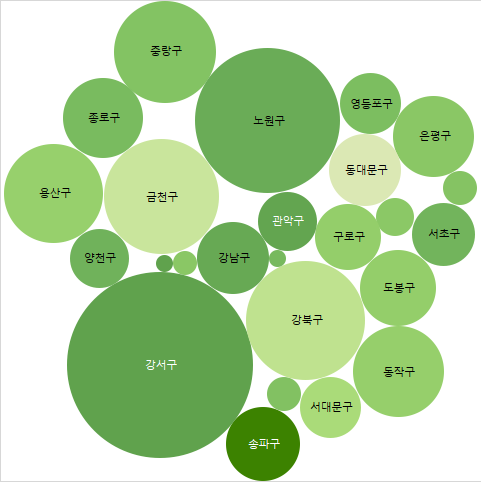 중랑구
영등포구
종로구
노원구
은평구
동대문구
용산구
금천구
관악구
서초구
구로구
양천구
강남구
도봉구
강북구
강서구
동작구
서대문구
송파구